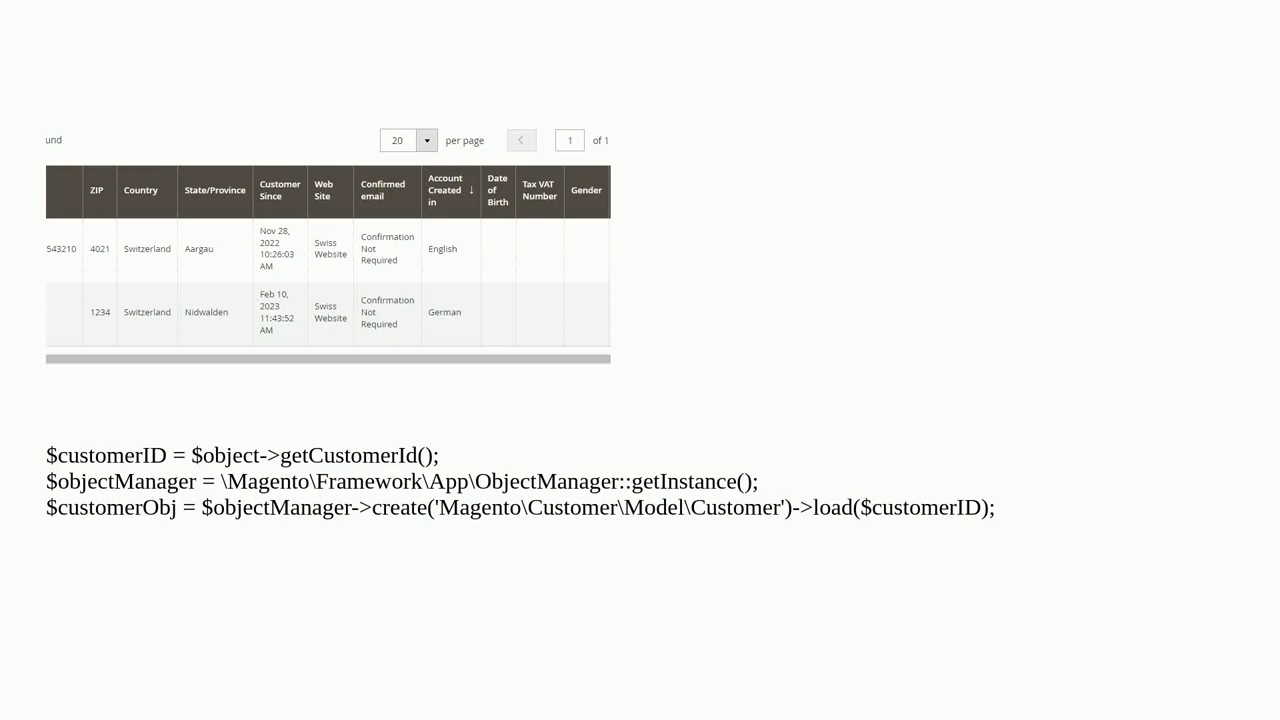 und 20 per page 1 of 1
ZIP Country State/Province Customer Since Web Site Confirmed email Account Created in ↓ Date of Birth Tax VAT Number Gender
543210 4021 Switzerland Aargau Nov 28, 2022 10:26:03 AM Swiss Website Confirmation Not Required English
1234 Switzerland Nidwalden Feb 10, 2023 11:43:52 AM Swiss Website Confirmation Not Required German
$customerID = $object->getCustomerId();
$objectManager = \Magento\Framework\App\ObjectManager::getInstance();
$customerObj = $objectManager->create('Magento\Customer\Model\Customer')->load($customerID);